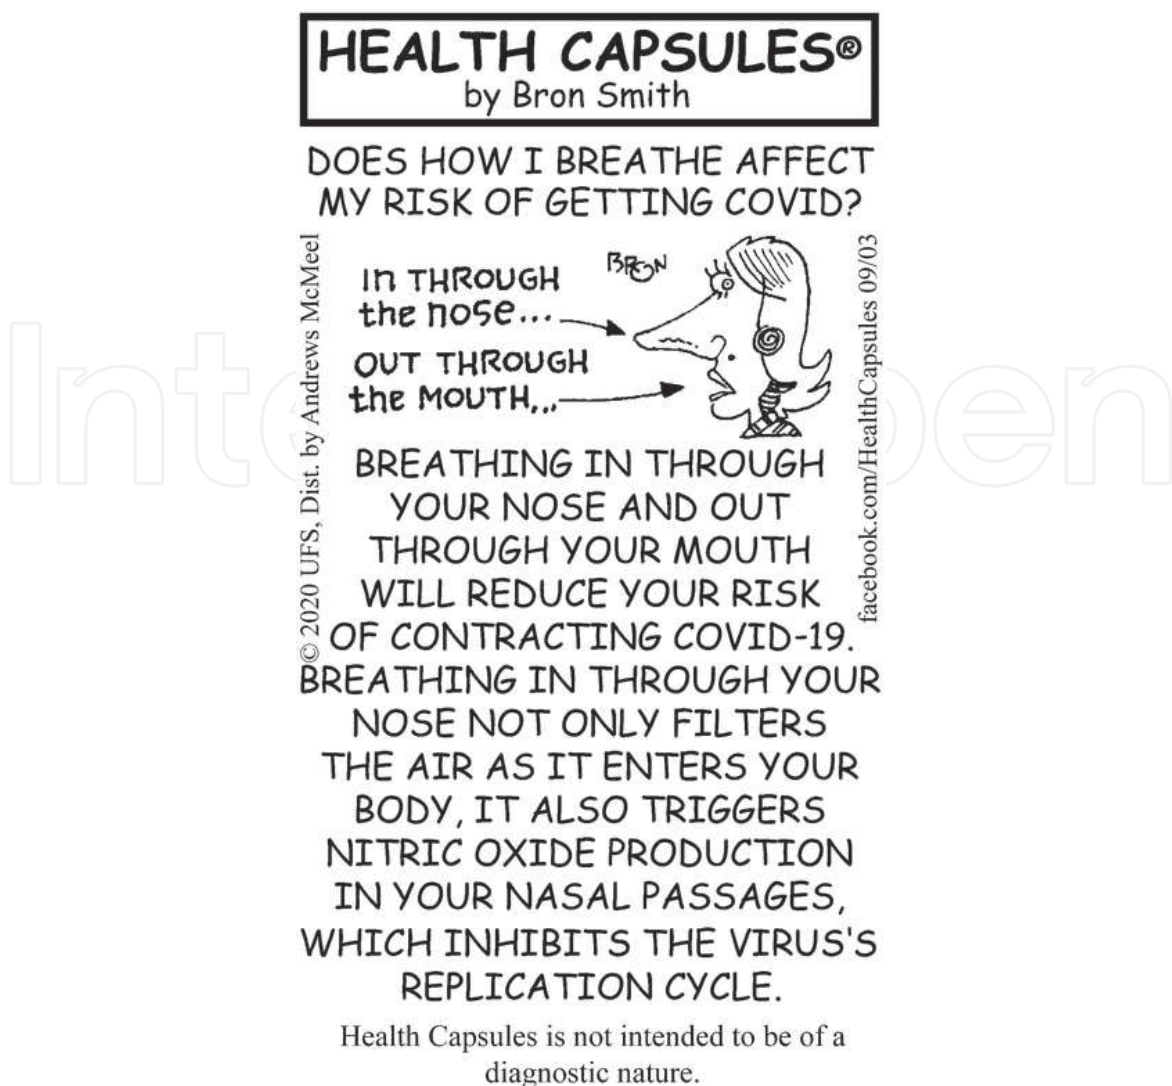 HEALTH CAPSULES®
by Bron Smith
DOES HOW I BREATHE AFFECT
MY RISK OF GETTING COVID?
© 2020 UFS, Dist. by Andrews McMeel
In THROUGH
the nose...
BRON
OUT THROUGH
the MOUTH...
facebook.com/HealthCapsules 09/03
BREATHING IN THROUGH
YOUR NOSE AND OUT
THROUGH YOUR MOUTH
WILL REDUCE YOUR RISK
OF CONTRACTING COVID-19.
BREATHING IN THROUGH YOUR
NOSE NOT ONLY FILTERS
THE AIR AS IT ENTERS YOUR
BODY, IT ALSO TRIGGERS
NITRIC OXIDE PRODUCTION
IN YOUR NASAL PASSAGES,
WHICH INHIBITS THE VIRUS'S
REPLICATION CYCLE.
Health Capsules is not intended to be of a
diagnostic nature.